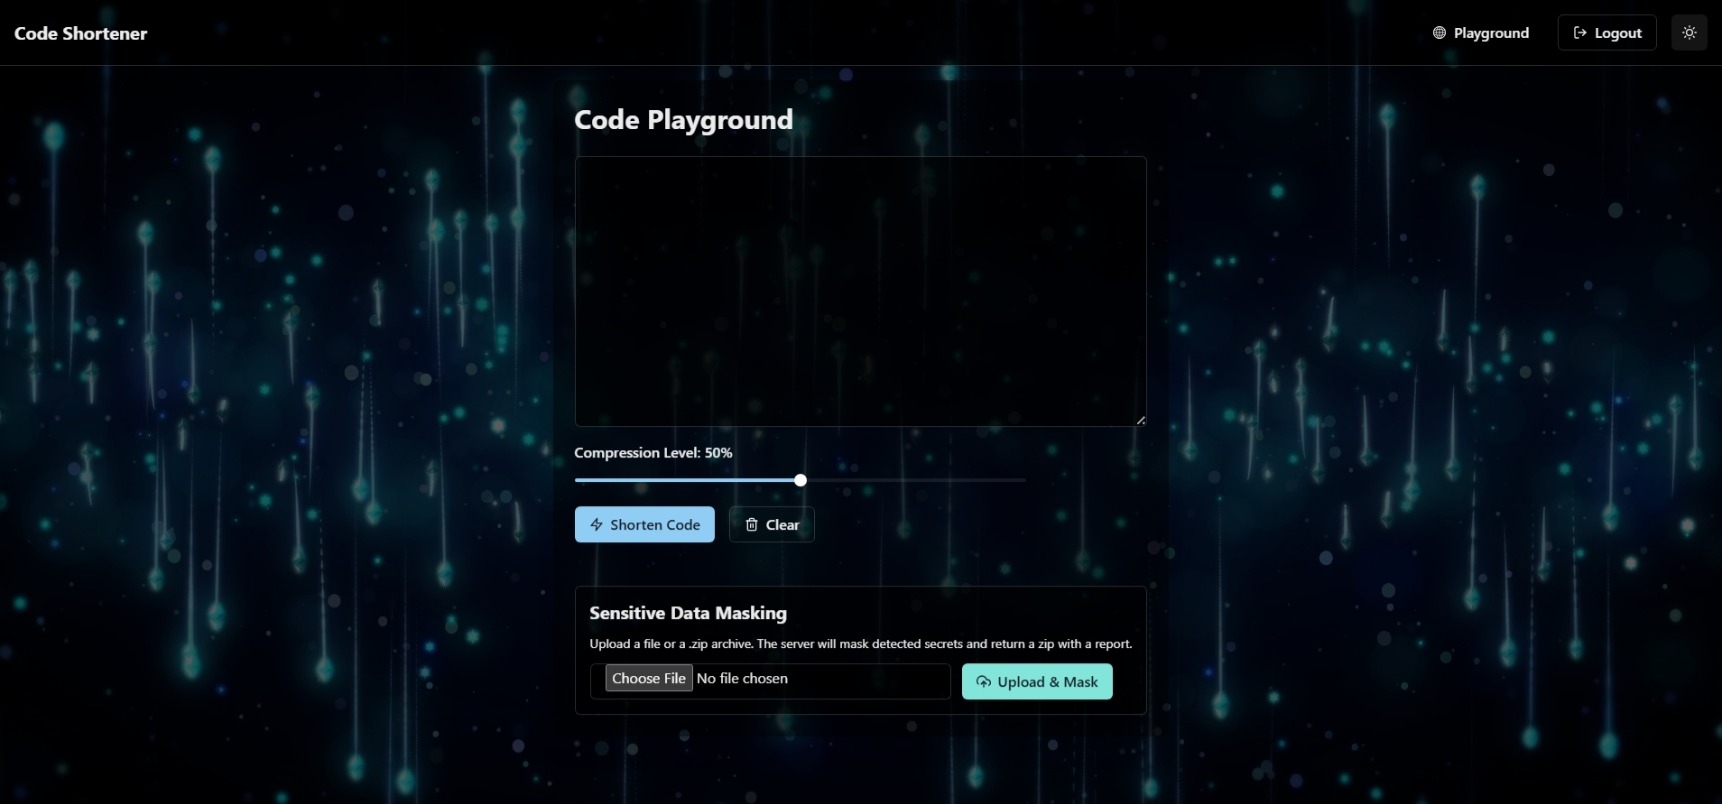 Code Shortener
Playground
Logout
Code Playground
Compression Level: 50%
Shorten Code
Clear
Sensitive Data Masking
Upload a file or a .zip archive. The server will mask detected secrets and return a zip with a report.
Choose File No file chosen
Upload & Mask